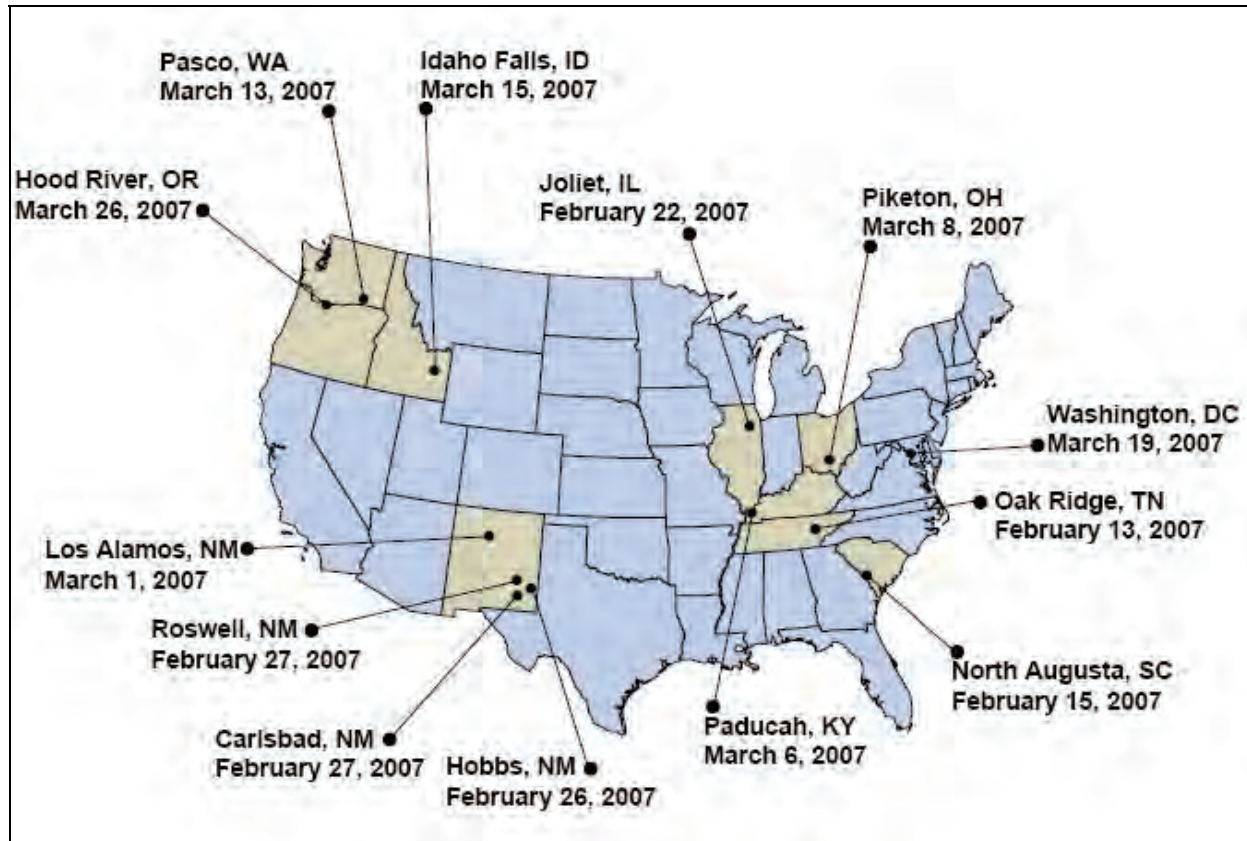 Pasco, WA
March 13, 2007
Idaho Falls, ID
March 15, 2007
Hood River, OR
March 26, 2007
Joliet, IL
February 22, 2007
Piketon, OH
March 8, 2007
Washington, DC
March 19, 2007
Oak Ridge, TN
February 13, 2007
Los Alamos, NM
March 1, 2007
Roswell, NM
February 27, 2007
North Augusta, SC
February 15, 2007
Carlsbad, NM
February 27, 2007
Paducah, KY
March 6, 2007
Hobbs, NM
February 26, 2007